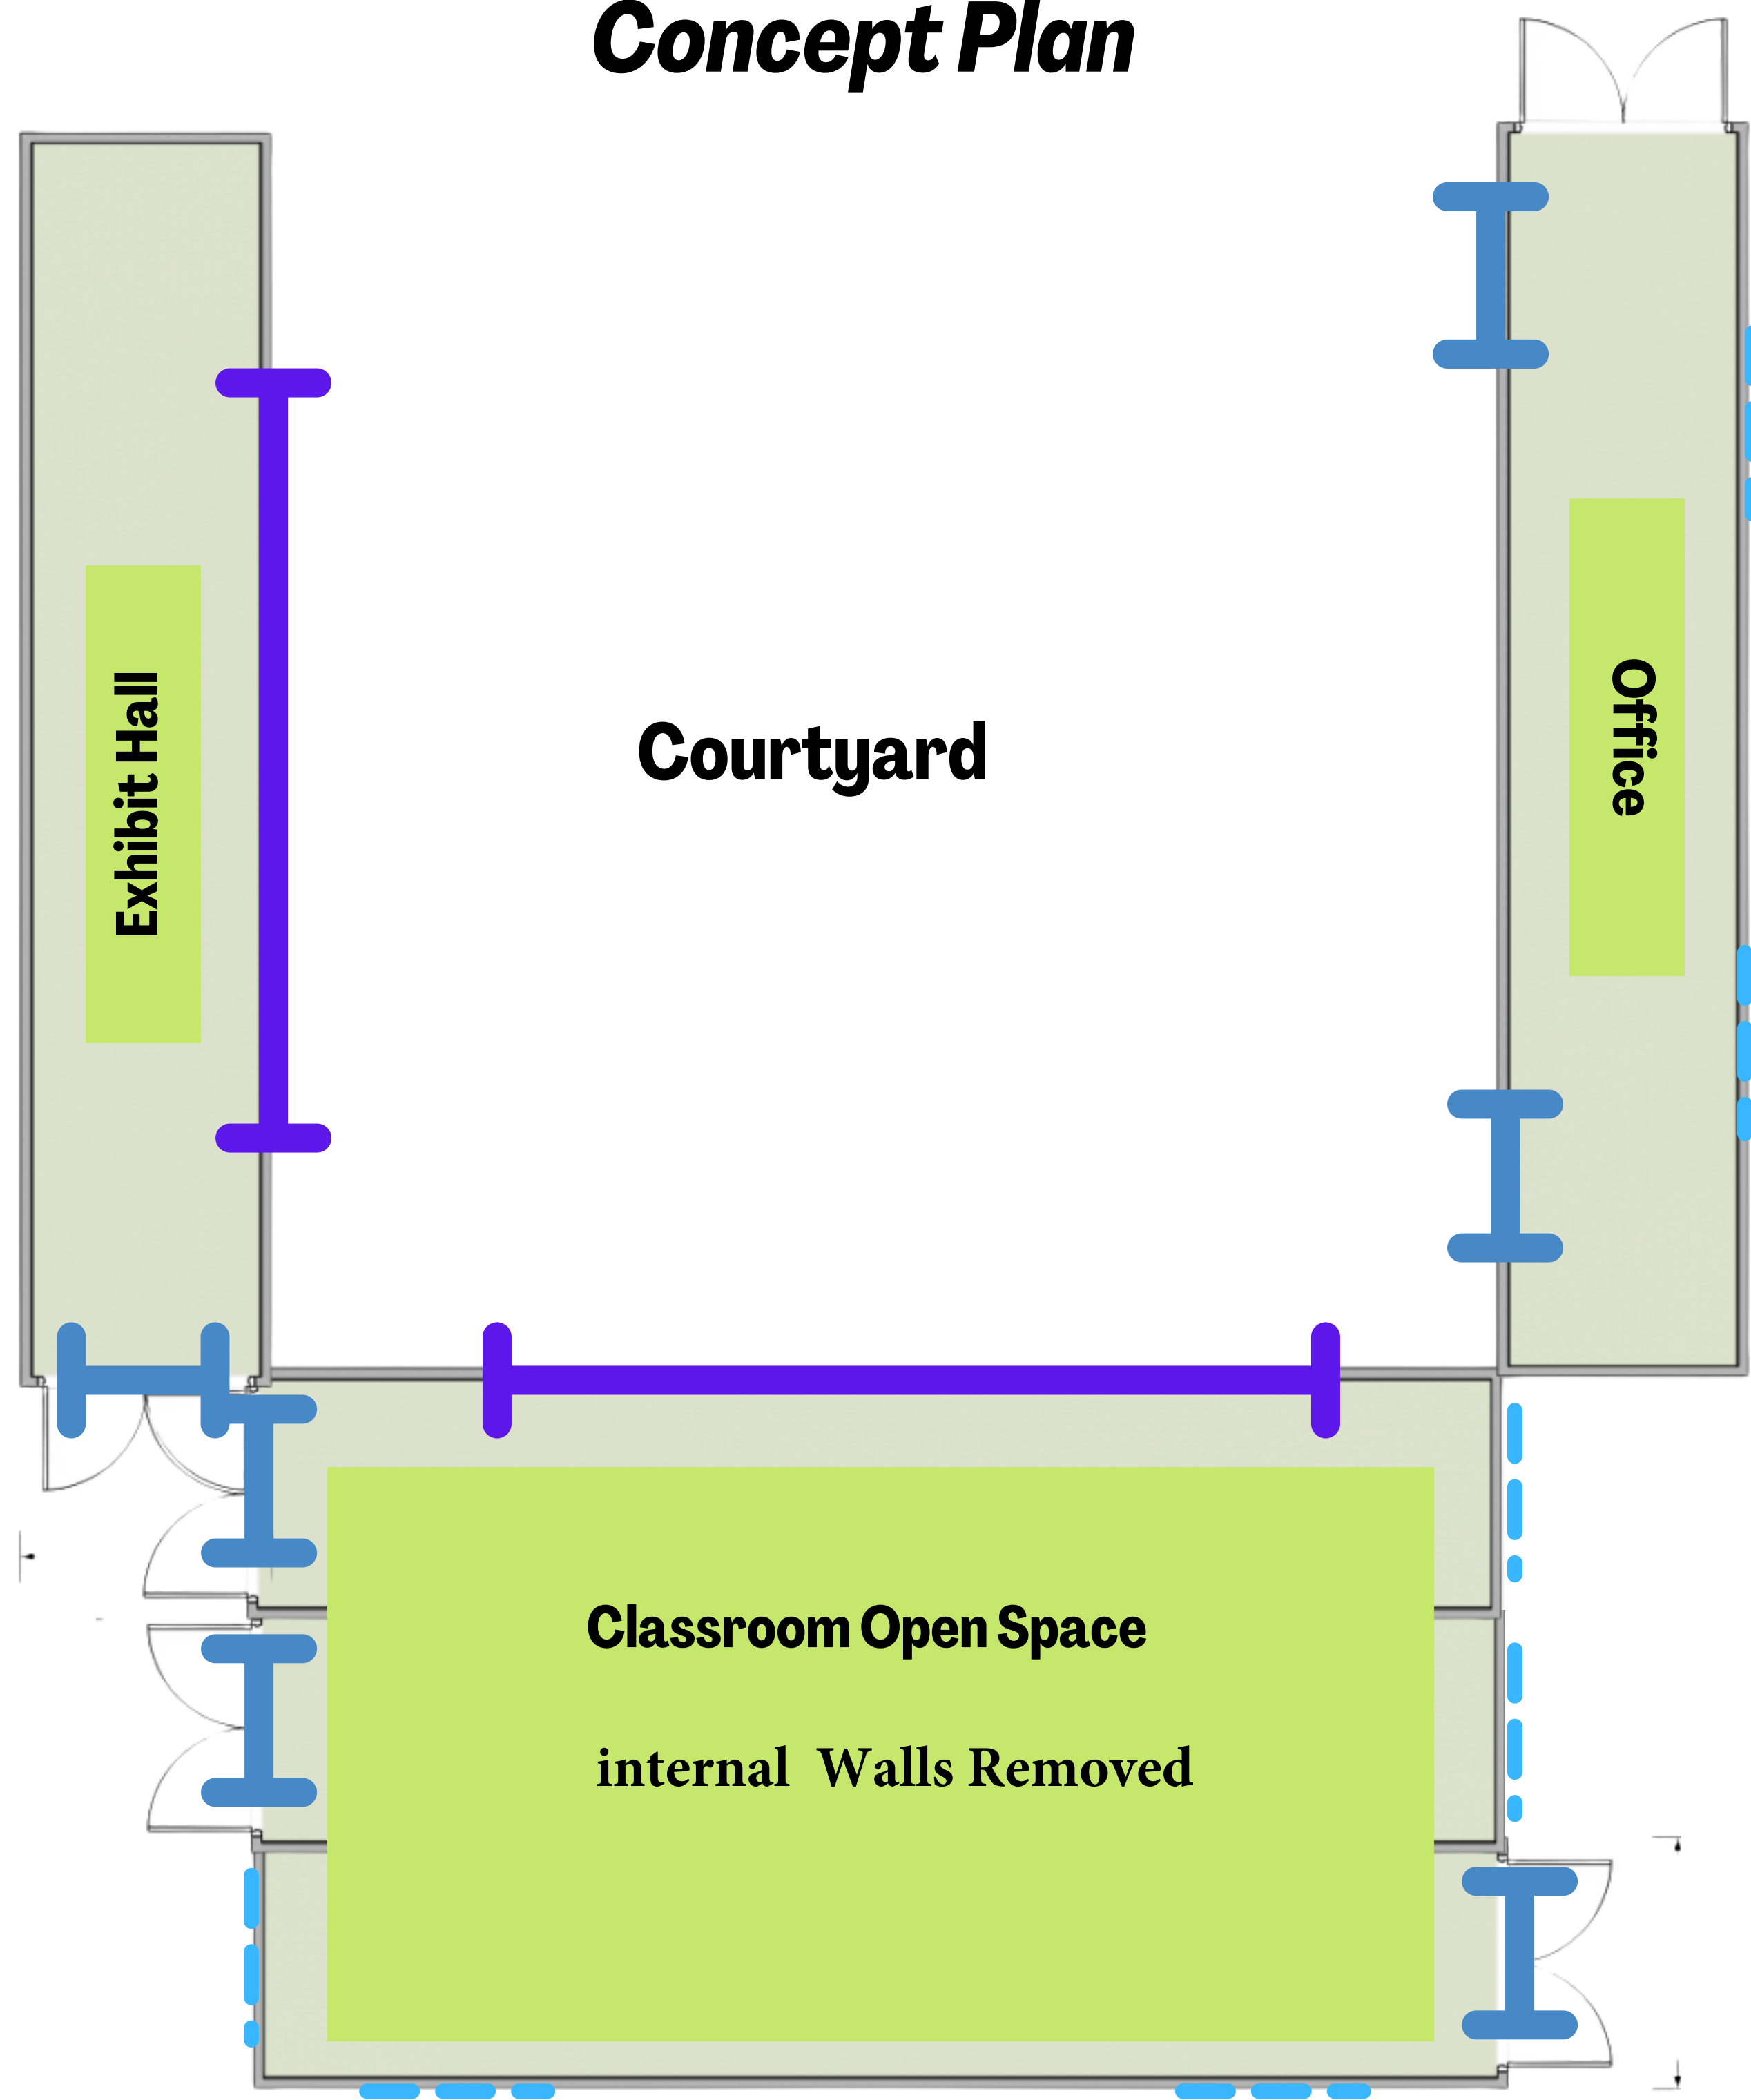 Concept Plan
Exhibit Hall
Courtyard
Office
Classroom Open Space
internal Walls Removed